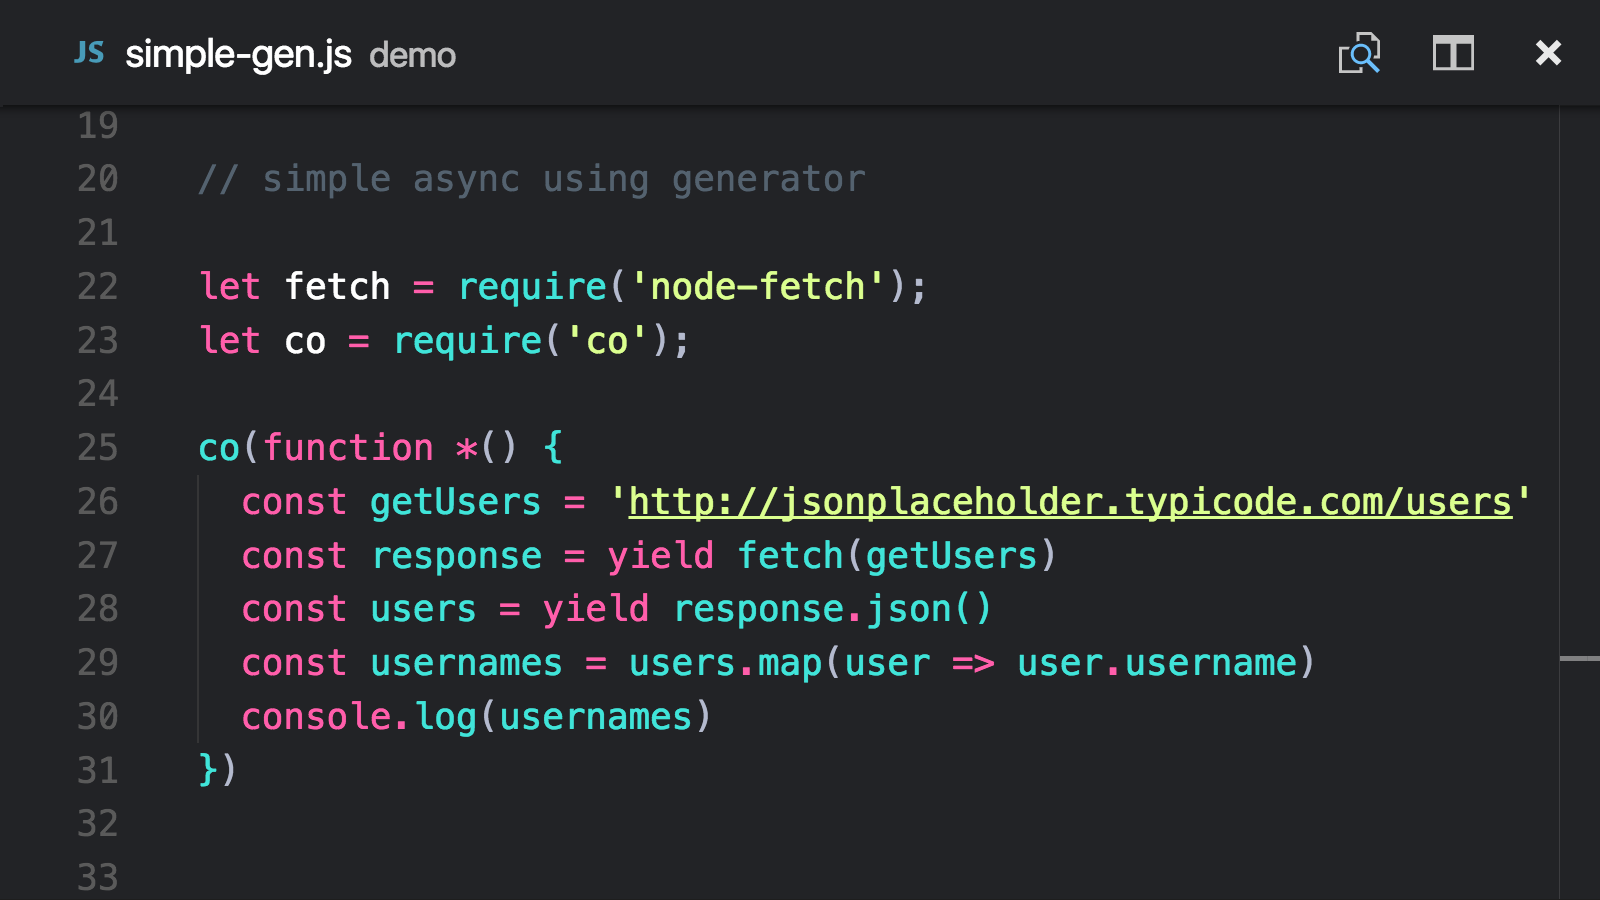 JS simple-gen.js demo
19
20 // simple async using generator
21
22 let fetch = require('node-fetch');
23 let co = require('co');
24
25 co(function *() {
26   const getUsers = 'http://jsonplaceholder.typicode.com/users'
27   const response = yield fetch(getUsers)
28   const users = yield response.json()
29   const usernames = users.map(user => user.username)
30   console.log(usernames)
31 })
32
33